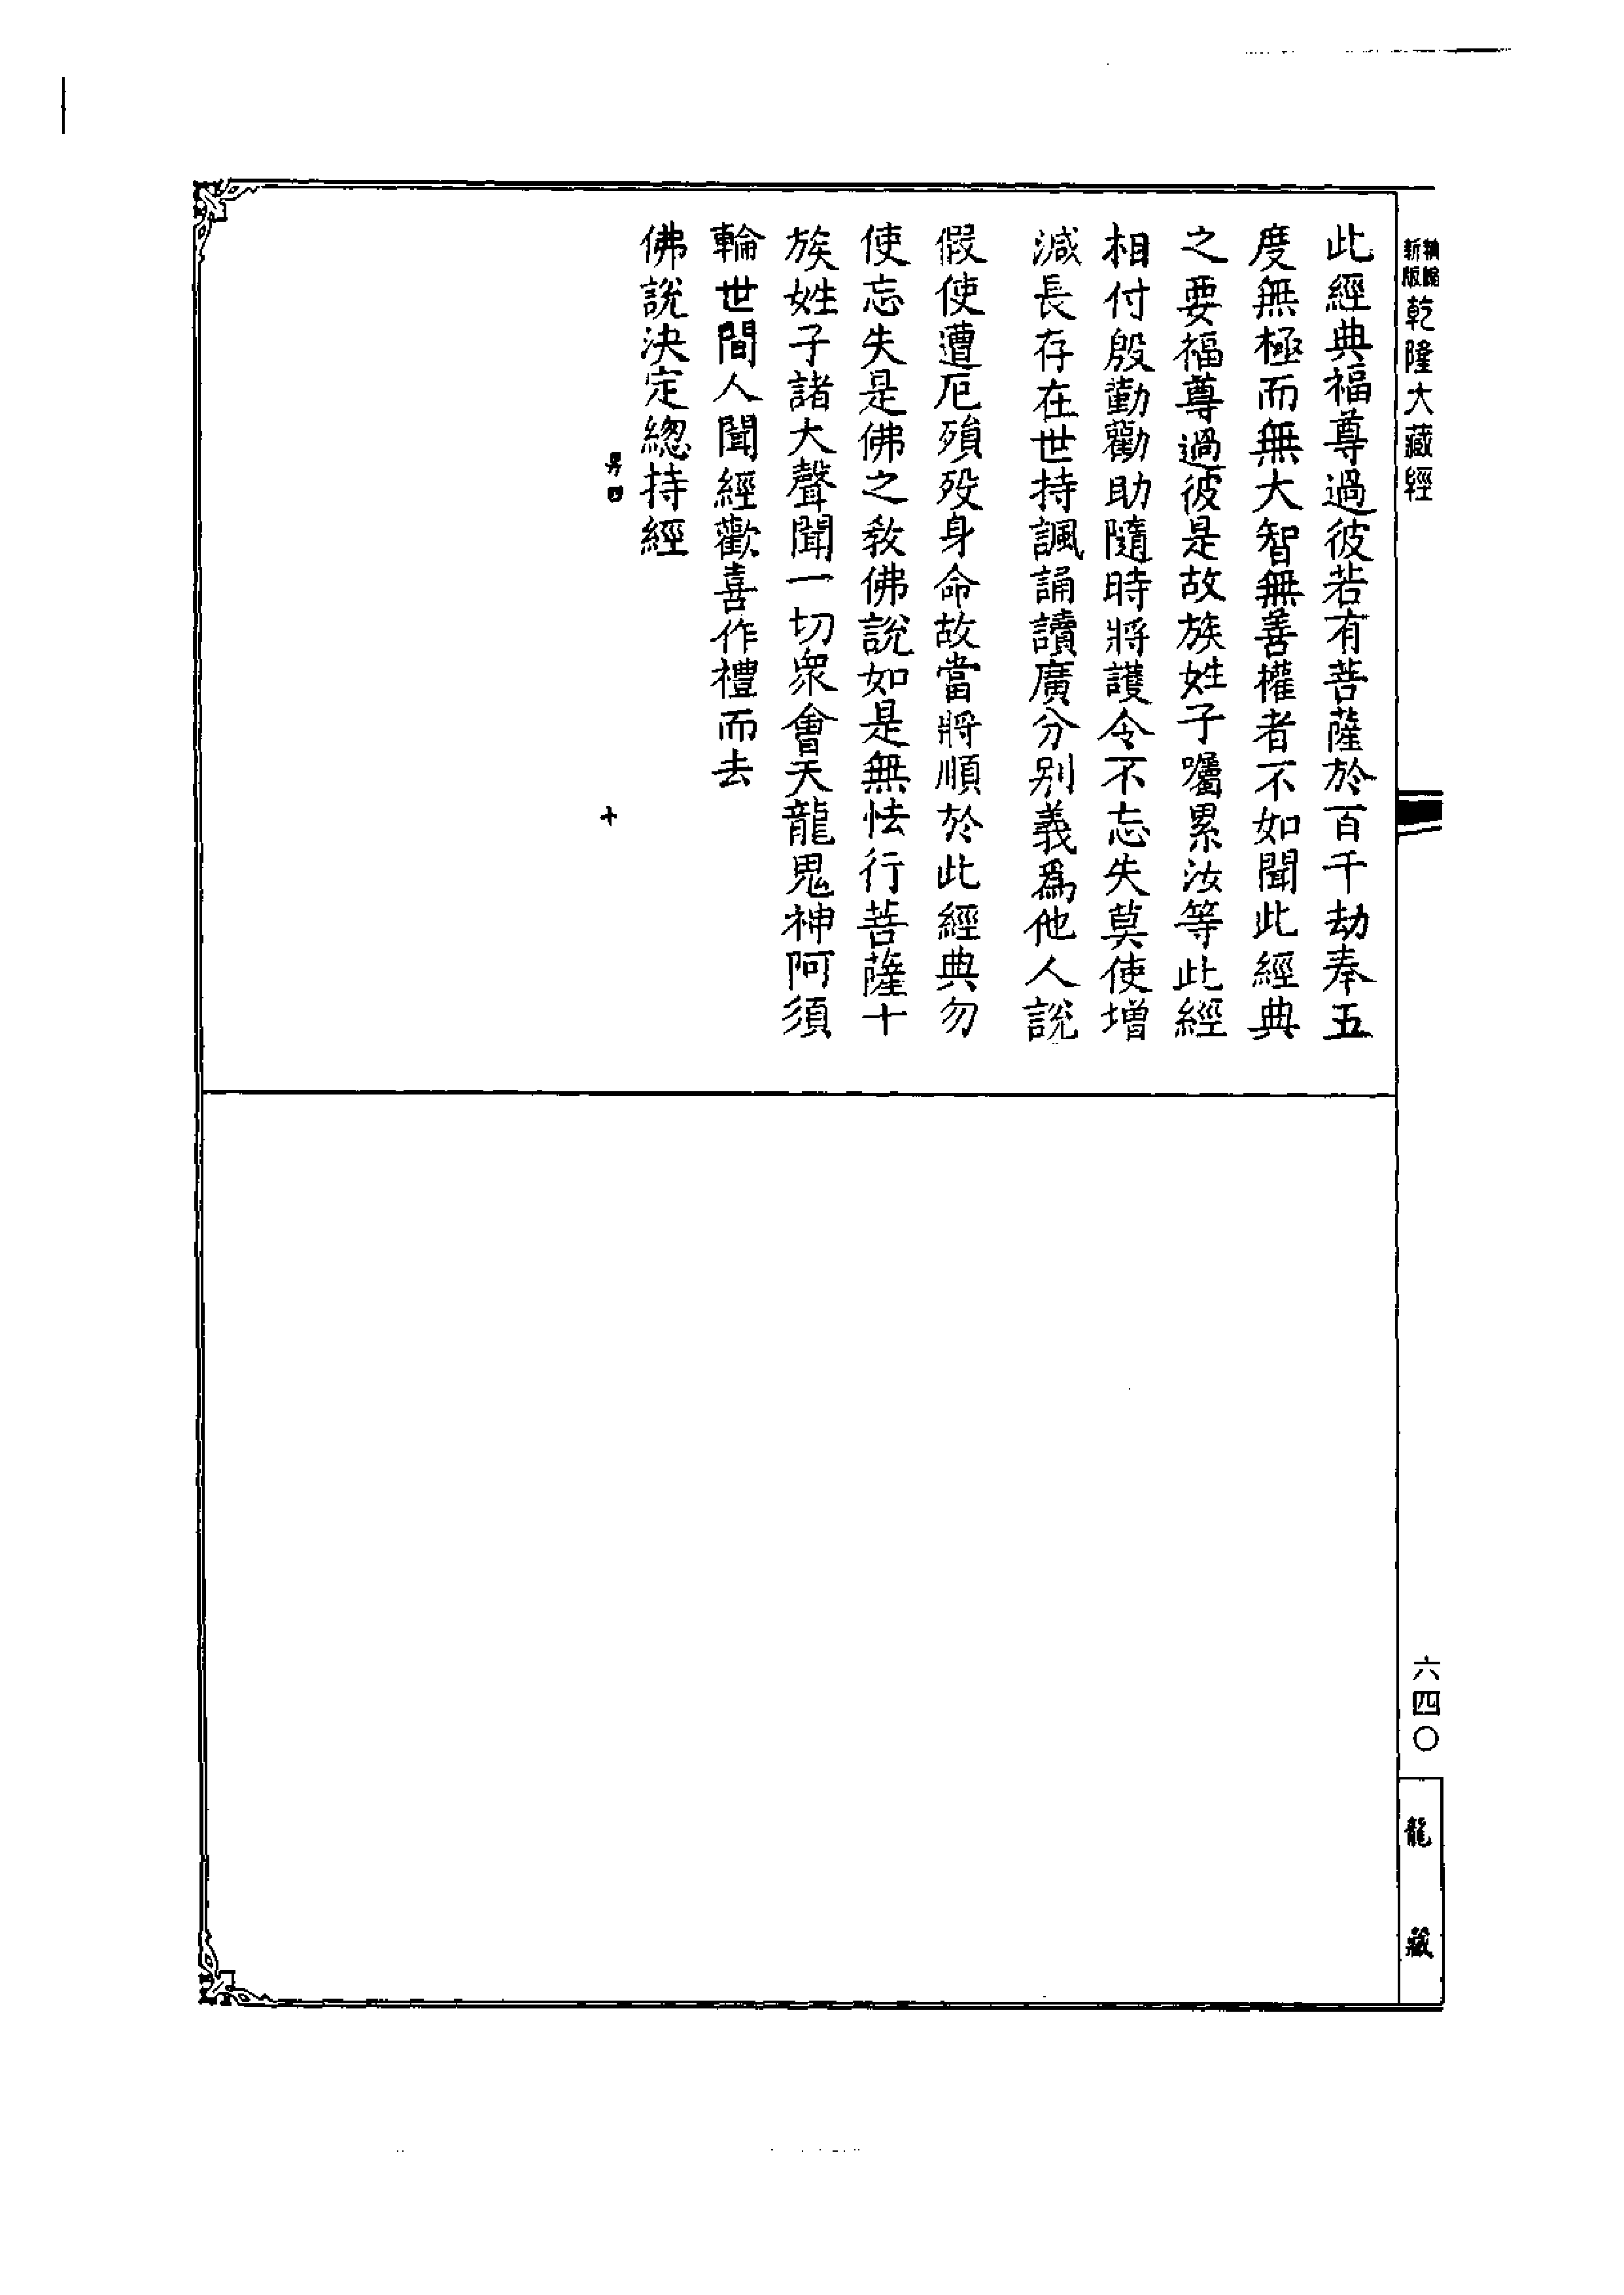 新版
乾隆大藏經
此經典福尊過彼若有菩薩於百千劫奉五
度無極而無大智無善權者不如聞此經典
之要福尊過彼是故族姓子囑累汝等此經
相付殷勤勸助隨時將護令不忘失莫使增
減長存在世持諷誦讀廣分別義爲他人說
假使遭厄殞歿身命故當將順於此經典勿
使忘失是佛之教佛說如是無怯行菩薩十
族姓子諸大聲聞一切衆會天龍鬼神阿須
輪世間人聞經歡喜作禮而去
佛說決定總持經
十
六四〇
龍藏